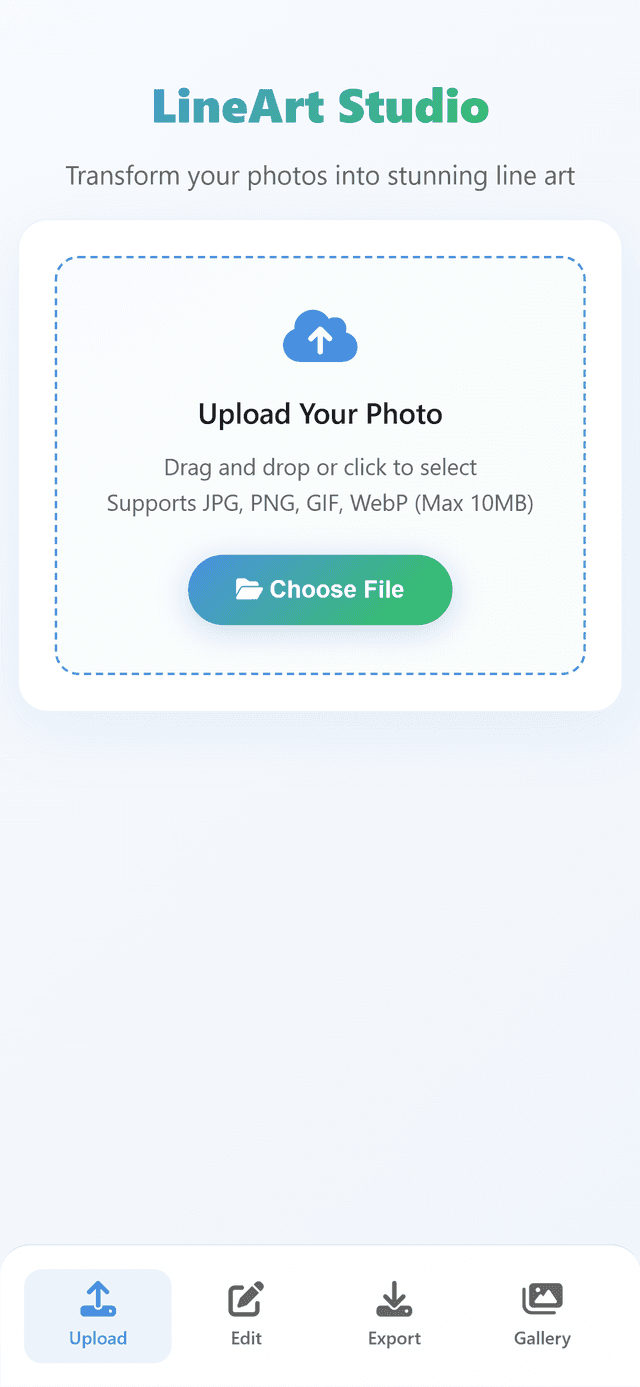 LineArt Studio
Transform your photos into stunning line art
Upload Your Photo
Drag and drop or click to select
Supports JPG, PNG, GIF, WebP (Max 10MB)
Choose File
Upload
Edit
Export
Gallery